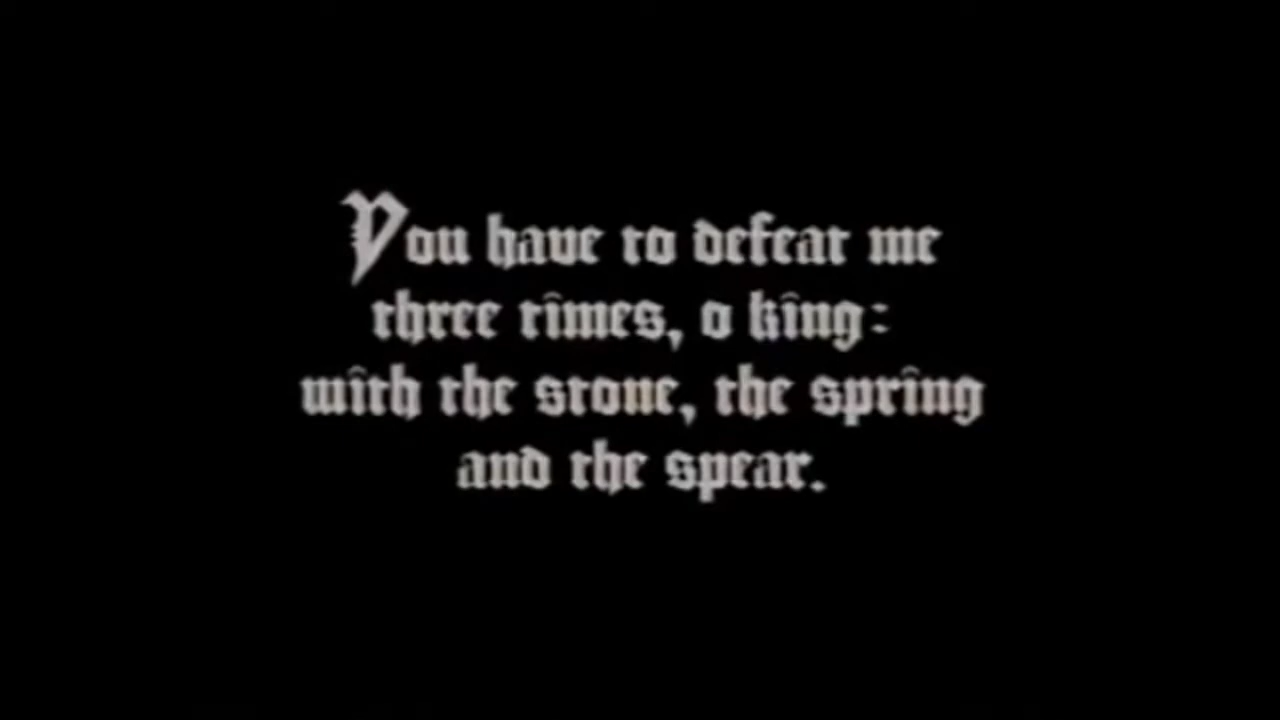 You have to defeat me
three times, o king:
with the stone, the spring
and the spear.